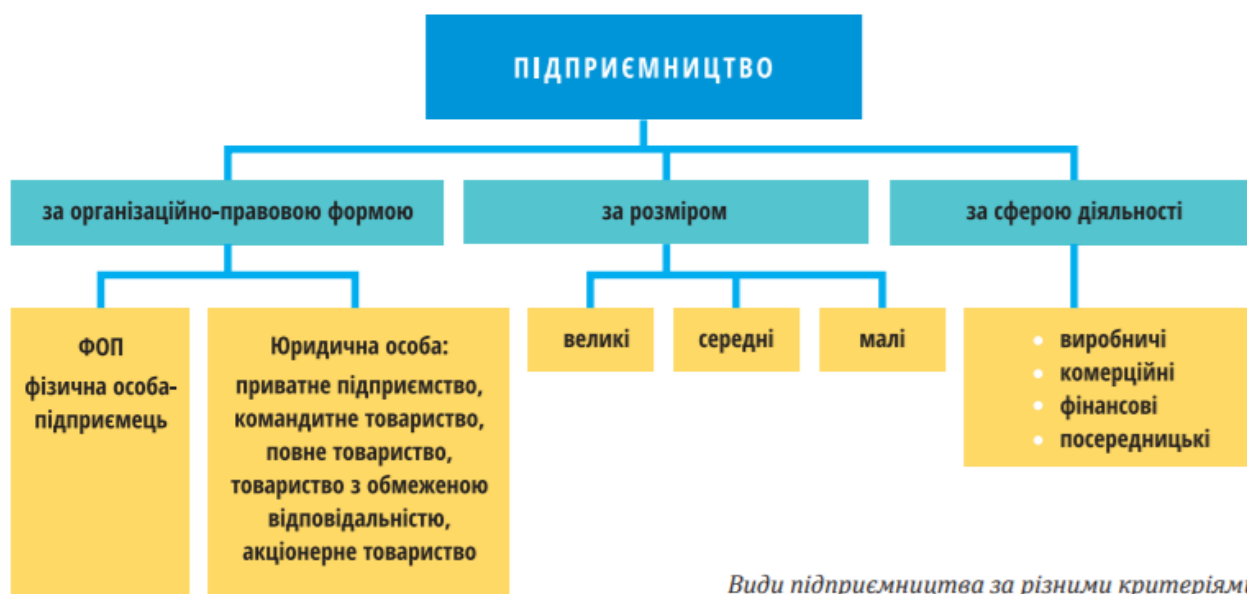 ПІДПРИЄМНИЦТВО
за організаційно-правовою формою
за розміром
за сферою діяльності
ФОП
фізична особа-
підприємець
Юридична особа:
приватне підприємство,
командитне товариство,
повне товариство,
товариство з обмеженою
відповідальністю,
акціонерне товариство
великі
середні
малі
• виробничі
• комерційні
• фінансові
• посередницькі
Види підприємництва за різними критеріями